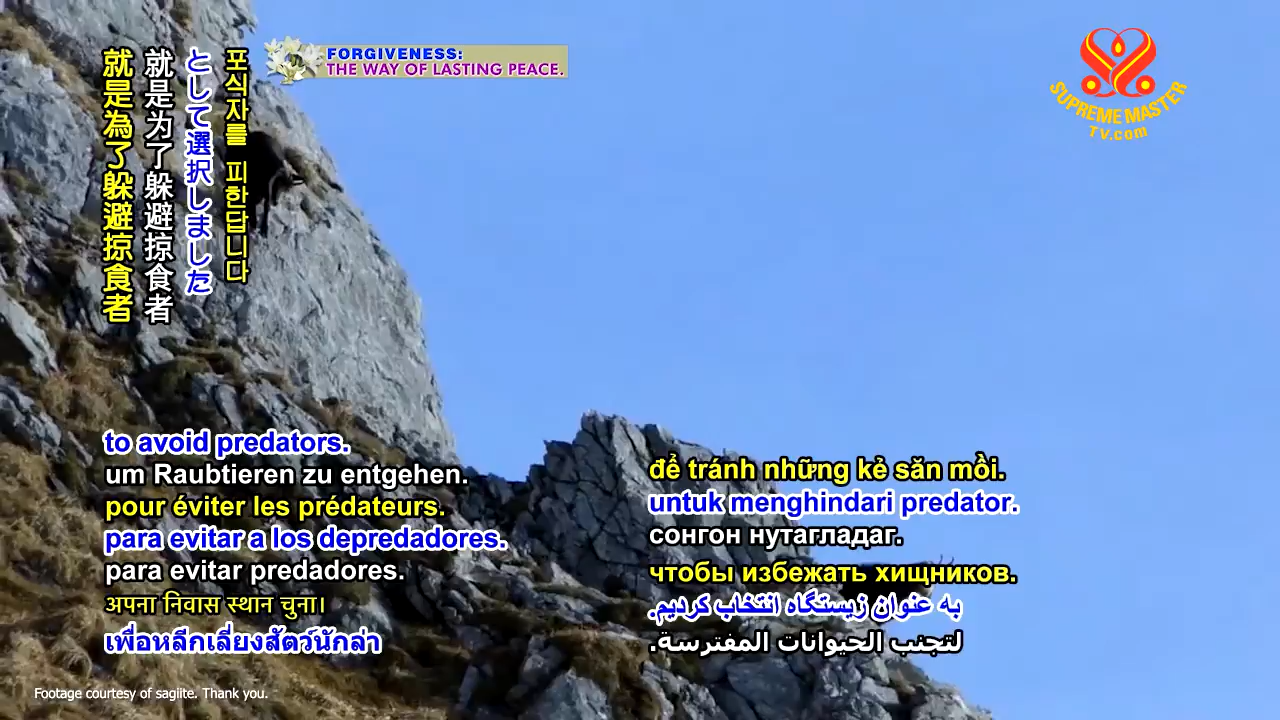 FORGIVENESS:
THE WAY OF LASTING PEACE.
SUPREME MASTER
TV.com
포식자를 피한답니다
として選択しました
就是为了躲避掠食者
就是為了躲避掠食者
to avoid predators.
um Raubtieren zu entgehen.
pour éviter les prédateurs.
para evitar a los depredadores.
para evitar predadores.
अपना निवास स्थान चुना।
เพื่อหลีกเลี่ยงสัตว์นักล่า
để tránh những kẻ săn mồi.
untuk menghindari predator.
сонгон нутагладаг.
чтобы избежать хищников.
به عنوان زیستگاه انتخاب کردیم.
لتجنب الحيوانات المفترسة.
Footage courtesy of sagiite. Thank you.